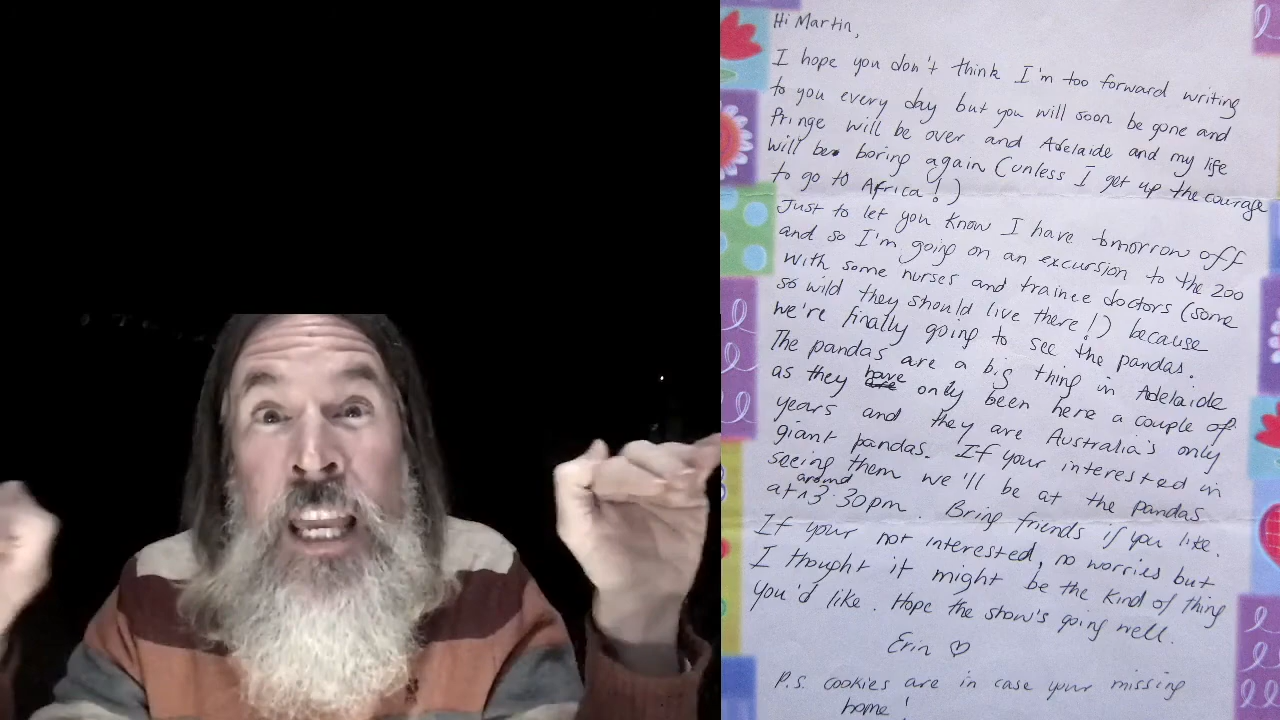 Hi Martin,
I hope you don't think I'm too forward writing
to you every day but you will soon be gone and
Fringe will be over and Adelaide and my life
will be boring again (unless I get up the courage
to go to Africa!)
Just to let you know I have tomorrow off
and so I'm going on an excursion to the zoo
with some nurses and trainee doctors (some
so wild they should live there!) because
we're finally going to see the pandas.
The pandas are a big thing in Adelaide
as they have only been here a couple of
years and they are Australia's only
giant pandas. If your interested in
seeing them we'll be at the pandas
at around 3:30pm. Bring friends if you like.
If your not interested, no worries but
I thought it might be the kind of thing
you'd like. Hope the show's going well.
Erin ♡
P.S. cookies are in case your missing
home!